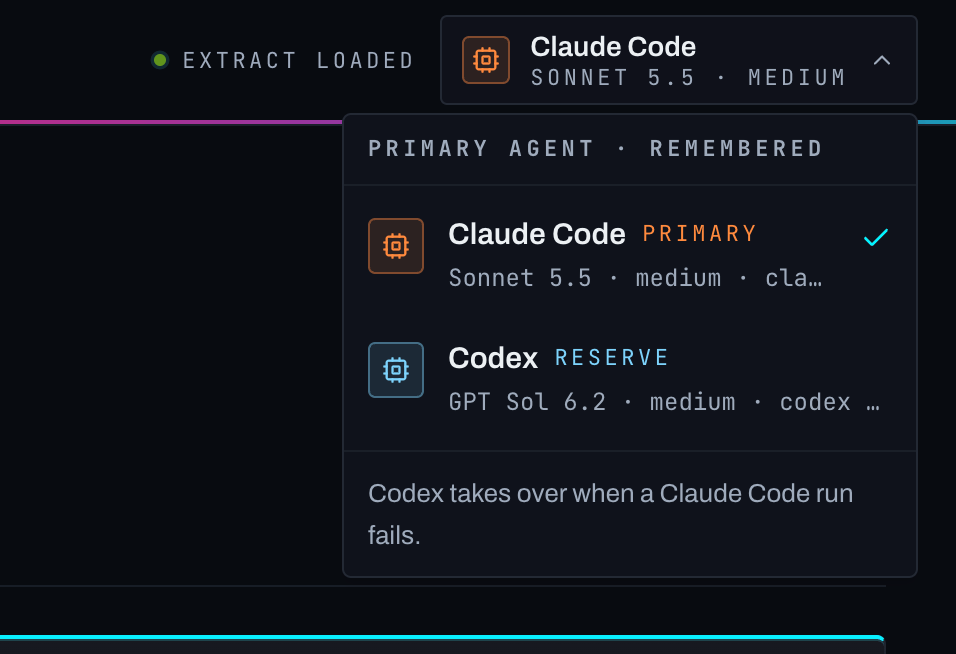 EXTRACT LOADED
Claude Code
SONNET 5.5 · MEDIUM
PRIMARY AGENT · REMEMBERED
Claude Code PRIMARY
Sonnet 5.5 · medium · cla…
Codex RESERVE
GPT Sol 6.2 · medium · codex …
Codex takes over when a Claude Code run
fails.